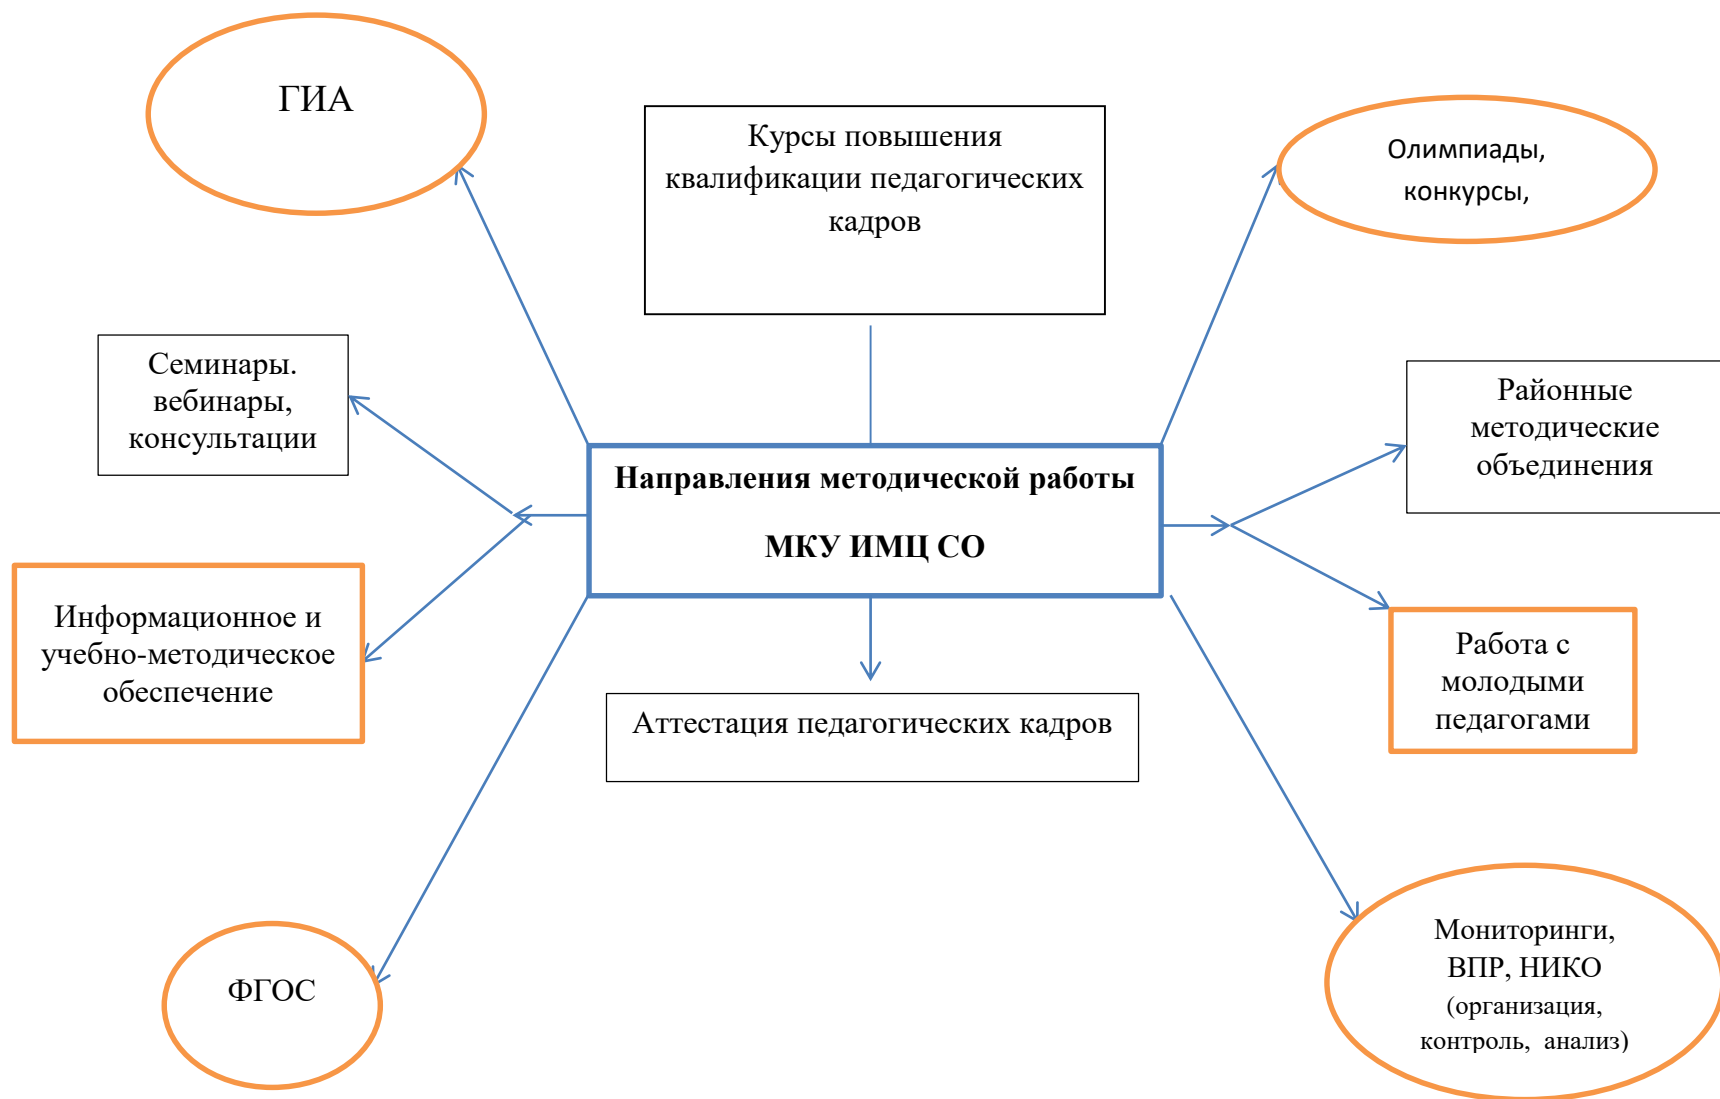 ГИА
Курсы повышения
квалификации педагогических
кадров
Олимпиады,
конкурсы,
Семинары.
вебинары,
консультации
Районные
методические
объединения
Направления методической работы
МКУ ИМЦ СО
Информационное и
учебно-методическое
обеспечение
Работа с
молодыми
педагогами
Аттестация педагогических кадров
ФГОС
Мониторинги,
ВПР, НИКО
(организация,
контроль, анализ)